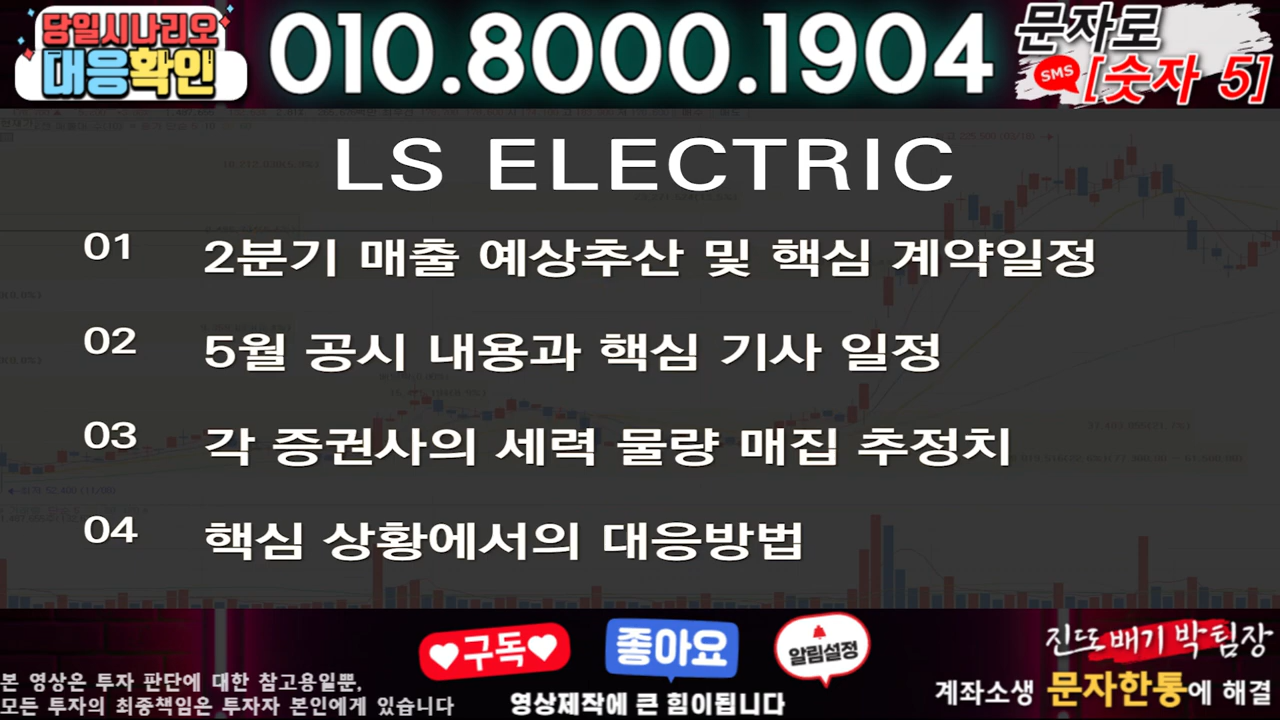 당일시나리오
대응확인
010.8000.1904
문자로
SMS [숫자 5]
LS ELECTRIC
01 2분기 매출 예상추산 및 핵심 계약일정
02 5월 공시 내용과 핵심 기사 일정
03 각 증권사의 세력 물량 매집 추정치
04 핵심 상황에서의 대응방법
구독
좋아요
알림설정
영상제작에 큰 힘이됩니다
본 영상은 투자 판단에 대한 참고용일뿐,
모든 투자의 최종책임은 투자자 본인에게 있습니다
진또배기 박팀장
계좌소생 문자한통에 해결